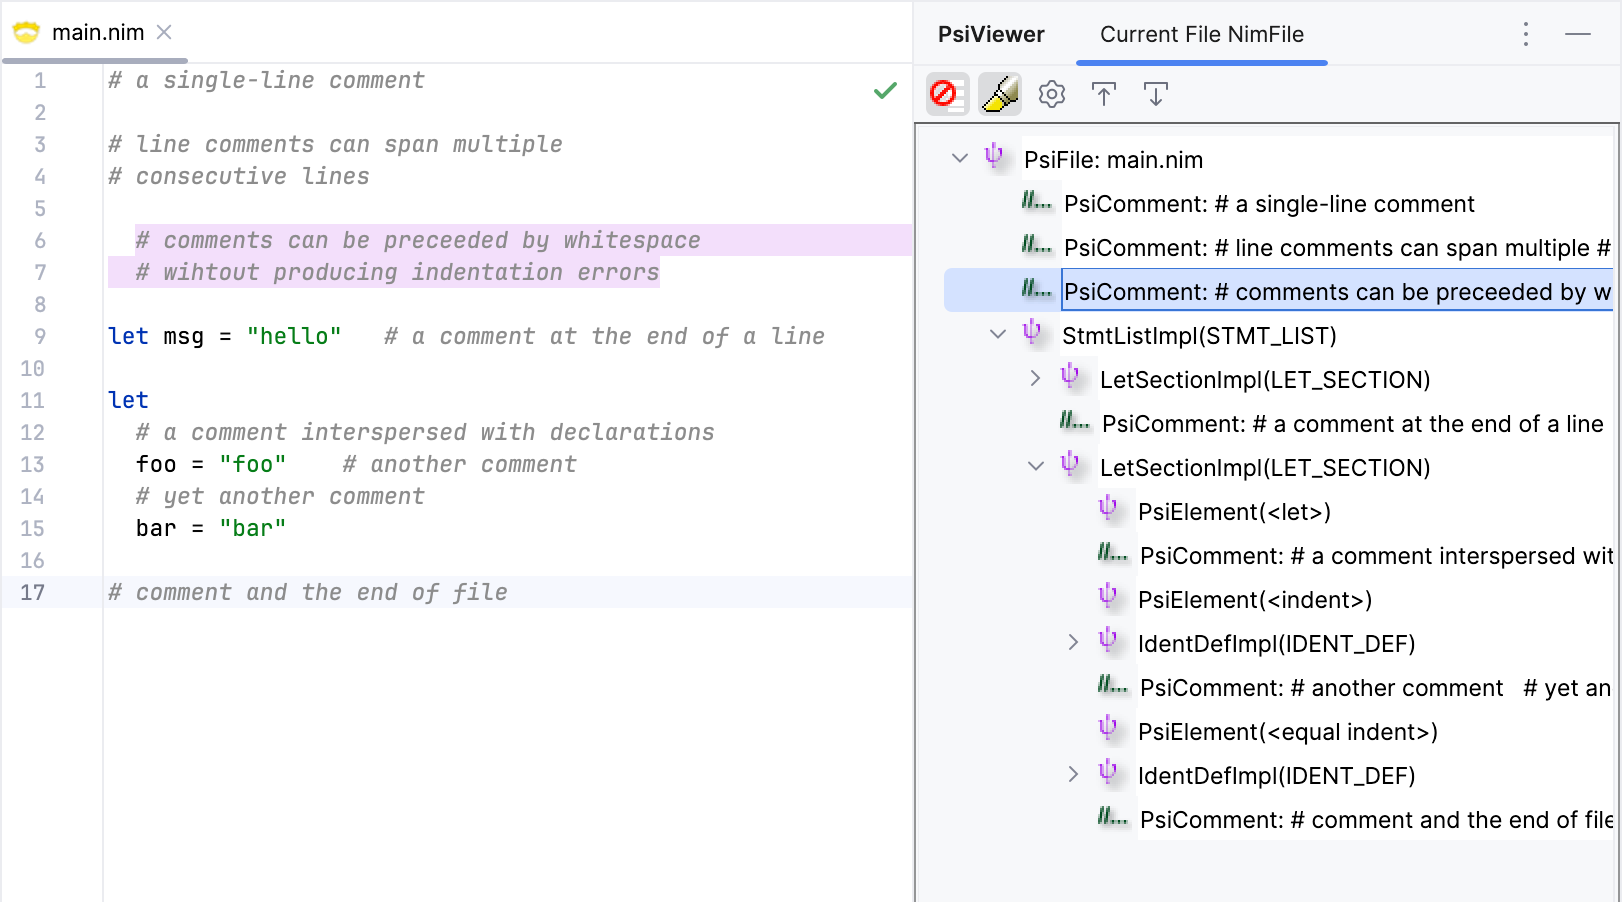 main.nim
1 # a single-line comment
2
3 # line comments can span multiple
4 # consecutive lines
5
6 # comments can be preceeded by whitespace
7 # wihtout producing indentation errors
8
9 let msg = "hello" # a comment at the end of a line
10
11 let
12 # a comment interspersed with declarations
13 foo = "foo" # another comment
14 # yet another comment
15 bar = "bar"
16
17 # comment and the end of file
PsiViewer Current File NimFile
PsiFile: main.nim
PsiComment: # a single-line comment
PsiComment: # line comments can span multiple #
PsiComment: # comments can be preceeded by w
StmtListImpl(STMT_LIST)
LetSectionImpl(LET_SECTION)
PsiComment: # a comment at the end of a line
LetSectionImpl(LET_SECTION)
PsiElement(<let>)
PsiComment: # a comment interspersed wit
PsiElement(<indent>)
IdentDefImpl(IDENT_DEF)
PsiComment: # another comment # yet an
PsiElement(<equal indent>)
IdentDefImpl(IDENT_DEF)
PsiComment: # comment and the end of file